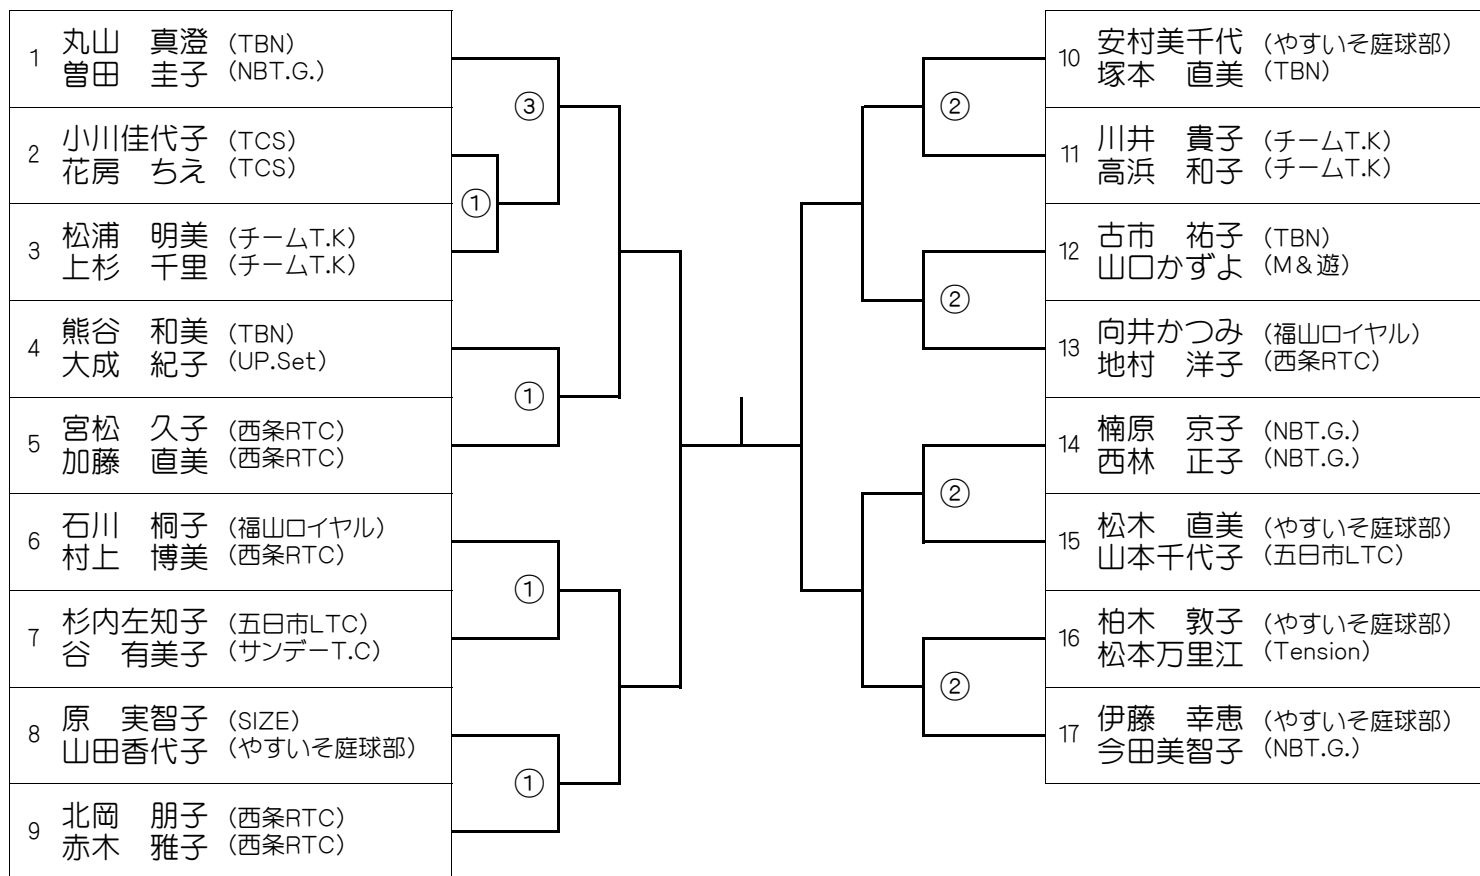 1 丸山　真澄 (TBN)
曽田　圭子 (NBT.G.)
2 小川佳代子 (TCS)
花房　ちえ (TCS)
3 松浦　明美 (チームT.K)
上杉　千里 (チームT.K)
4 熊谷　和美 (TBN)
大成　紀子 (UP.Set)
5 宮松　久子 (西条RTC)
加藤　直美 (西条RTC)
6 石川　桐子 (福山ロイヤル)
村上　博美 (西条RTC)
7 杉内左知子 (五日市LTC)
谷　有美子 (サンデーT.C)
8 原　実智子 (SIZE)
山田香代子 (やすいそ庭球部)
9 北岡　朋子 (西条RTC)
赤木　雅子 (西条RTC)
③
①
①
①
①
②
②
②
②
10 安村美千代 (やすいそ庭球部)
塚本　直美 (TBN)
11 川井　貴子 (チームT.K)
高浜　和子 (チームT.K)
12 古市　祐子 (TBN)
山口かずよ (M＆遊)
13 向井かつみ (福山ロイヤル)
地村　洋子 (西条RTC)
14 楠原　京子 (NBT.G.)
西林　正子 (NBT.G.)
15 松木　直美 (やすいそ庭球部)
山本千代子 (五日市LTC)
16 柏木　敦子 (やすいそ庭球部)
松本万里江 (Tension)
17 伊藤　幸恵 (やすいそ庭球部)
今田美智子 (NBT.G.)